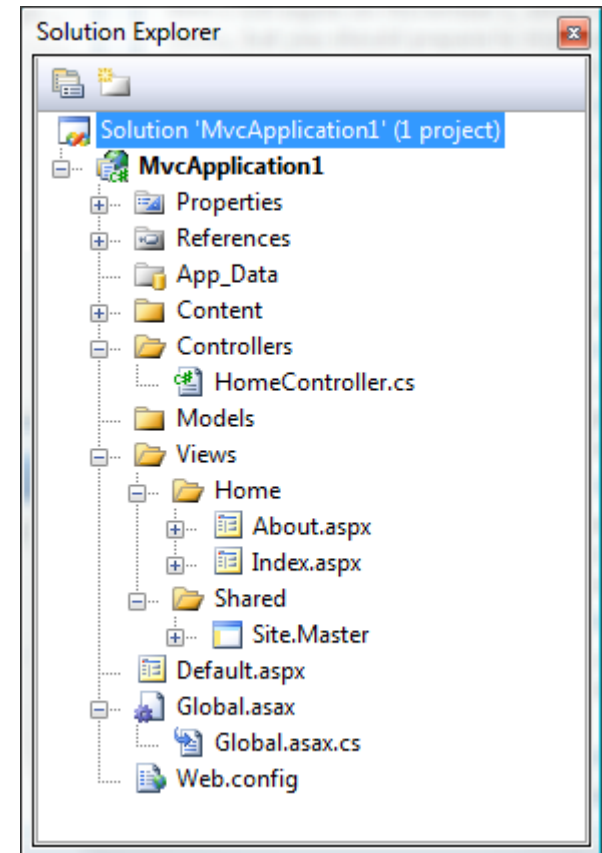 Solution Explorer
Solution 'MvcApplication1' (1 project)
MvcApplication1
Properties
References
App_Data
Content
Controllers
HomeController.cs
Models
Views
Home
About.aspx
Index.aspx
Shared
Site.Master
Default.aspx
Global.asax
Global.asax.cs
Web.config